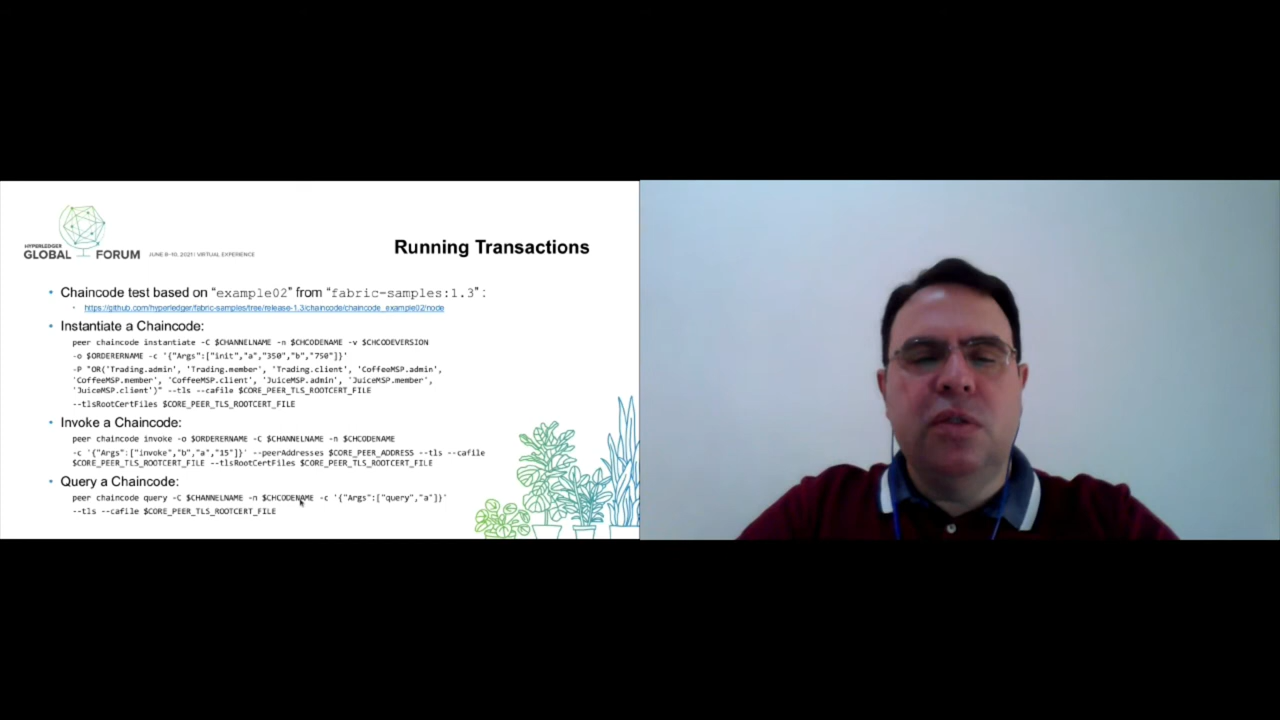 HYPERLEDGER
GLOBAL FORUM JUNE 8-10, 2021 / VIRTUAL EXPERIENCE
Running Transactions
• Chaincode test based on “example02” from “fabric-samples:1.3”:
• https://github.com/hyperledger/fabric-samples/tree/release-1.3/chaincode/chaincode_example02/node
• Instantiate a Chaincode:
peer chaincode instantiate -C $CHANNELNAME -n $CHCODENAME -v $CHCODEVERSION
-o $ORDERERNAME -c '{"Args":["init","a","350","b","750"]}'
-P "OR('Trading.admin', 'Trading.member', 'Trading.client', 'CoffeeMSP.admin',
'CoffeeMSP.member', 'CoffeeMSP.client', 'JuiceMSP.admin', 'JuiceMSP.member',
'JuiceMSP.client')" --tls --cafile $CORE_PEER_TLS_ROOTCERT_FILE
--tlsRootCertFiles $CORE_PEER_TLS_ROOTCERT_FILE
• Invoke a Chaincode:
peer chaincode invoke -o $ORDERERNAME -C $CHANNELNAME -n $CHCODENAME
-c '{"Args":["invoke","b","a","15"]}' --peerAddresses $CORE_PEER_ADDRESS --tls --cafile
$CORE_PEER_TLS_ROOTCERT_FILE --tlsRootCertFiles $CORE_PEER_TLS_ROOTCERT_FILE
• Query a Chaincode:
peer chaincode query -C $CHANNELNAME -n $CHCODENAME -c '{"Args":["query","a"]}'
--tls --cafile $CORE_PEER_TLS_ROOTCERT_FILE